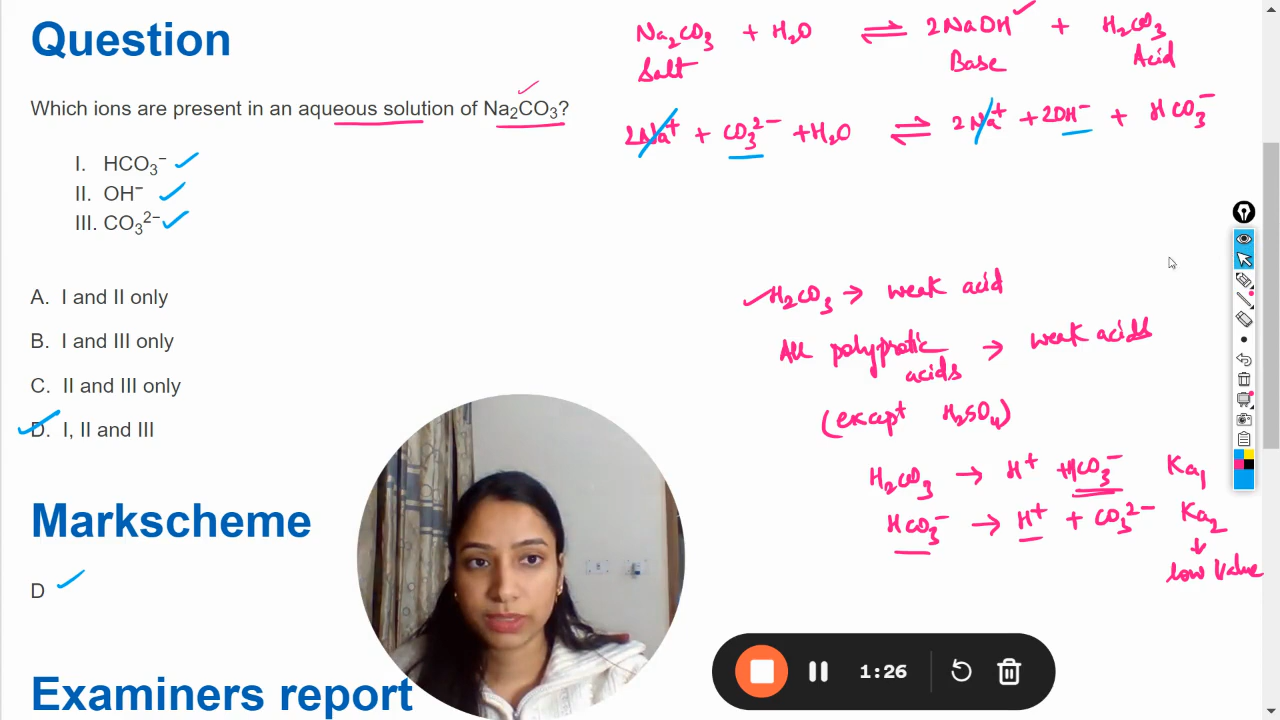 Question
Which ions are present in an aqueous solution of Na₂CO₃?
I. HCO₃⁻
II. OH⁻
III. CO₃²⁻
A. I and II only
B. I and III only
C. II and III only
D. I, II and III
Markscheme
D
Examiners report
Na₂CO₃ + H₂O ⇌ 2NaOH + H₂CO₃
Salt Base Acid
2Na⁺ + CO₃²⁻ + H₂O ⇌ 2Na⁺ + 2OH⁻ + HCO₃⁻
H₂CO₃ → weak acid
All polyprotic acids → weak acids
(except H₂SO₄)
H₂CO₃ → H⁺ + HCO₃⁻ Ka₁
HCO₃⁻ → H⁺ + CO₃²⁻ Ka₂
↓
low value
1:26